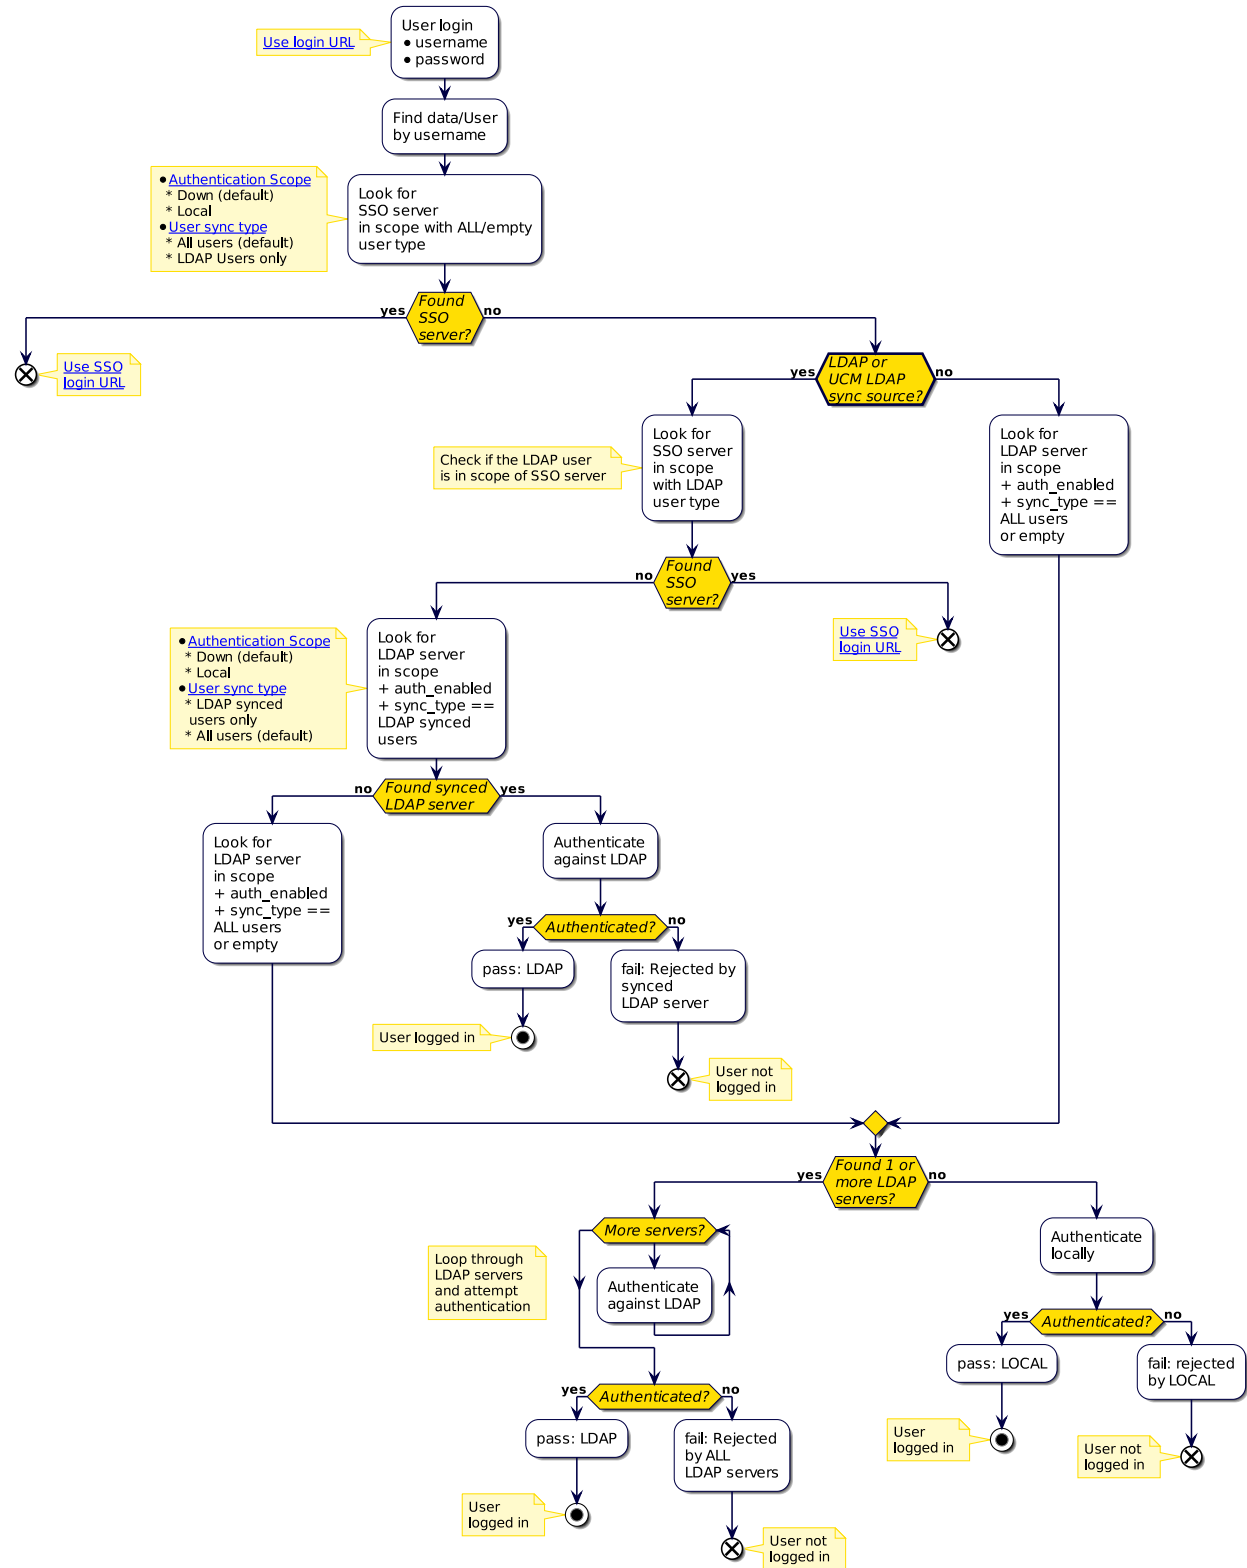 User login
• username
• password
Use login URL
Find data/User
by username
• Authentication Scope
* Down (default)
* Local
• User sync type
* All users (default)
* LDAP Users only
Look for
SSO server
in scope with ALL/empty
user type
yes
Found
SSO
server?
no
Use SSO
login URL
yes
LDAP or
UCM LDAP
sync source?
no
Check if the LDAP user
is in scope of SSO server
Look for
SSO server
in scope
with LDAP
user type
Look for
LDAP server
in scope
+ auth_enabled
+ sync_type ==
ALL users
or empty
no
Found
SSO
server?
yes
Use SSO
login URL
• Authentication Scope
* Down (default)
* Local
• User sync type
* LDAP synced
users only
* All users (default)
Look for
LDAP server
in scope
+ auth_enabled
+ sync_type ==
LDAP synced
users
no
Found synced
LDAP server
yes
Look for
LDAP server
in scope
+ auth_enabled
+ sync_type ==
ALL users
or empty
Authenticate
against LDAP
yes
Authenticated?
no
pass: LDAP
fail: Rejected by
synced
LDAP server
User logged in
User not
logged in
yes
Found 1 or
more LDAP
servers?
no
More servers?
Loop through
LDAP servers
and attempt
authentication
Authenticate
against LDAP
Authenticate
locally
yes
Authenticated?
no
pass: LOCAL
fail: rejected
by LOCAL
User
logged in
User not
logged in
yes
Authenticated?
no
pass: LDAP
fail: Rejected
by ALL
LDAP servers
User
logged in
User not
logged in